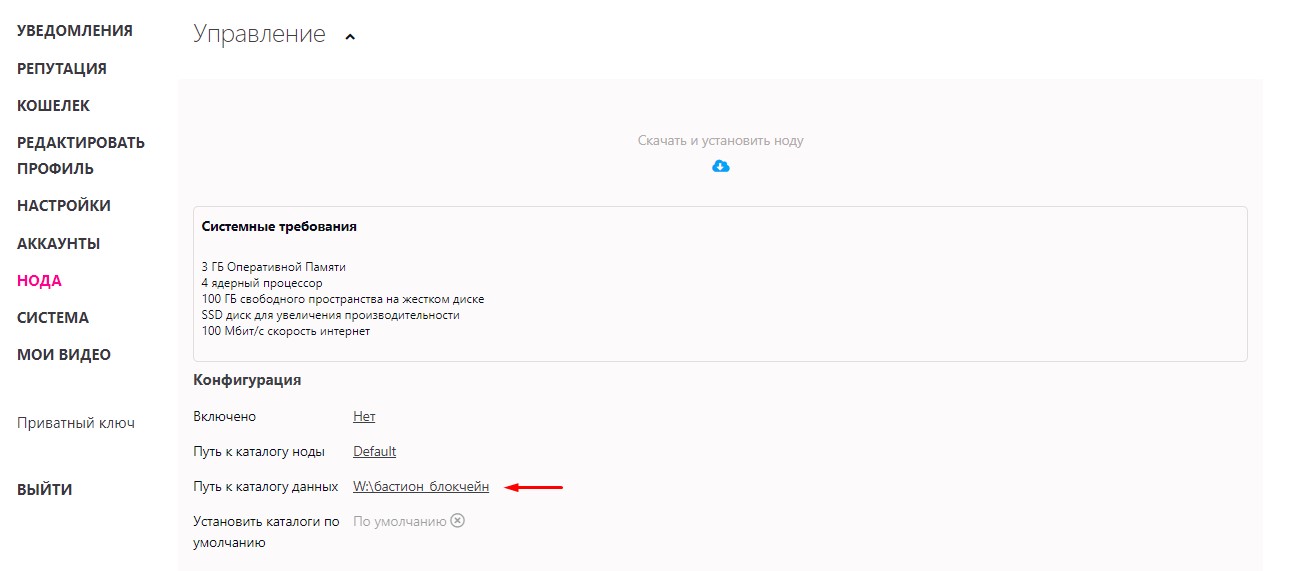 УВЕДОМЛЕНИЯ
РЕПУТАЦИЯ
КОШЕЛЕК
РЕДАКТИРОВАТЬ
ПРОФИЛЬ
НАСТРОЙКИ
АККАУНТЫ
НОДА
СИСТЕМА
МОИ ВИДЕО
Приватный ключ
ВЫЙТИ
Управление
Скачать и установить ноду
Системные требования
3 ГБ Оперативной Памяти
4 ядерный процессор
100 ГБ свободного пространства на жестком диске
SSD диск для увеличения производительности
100 Мбит/с скорость интернет
Конфигурация
Включено Нет
Путь к каталогу ноды Default
Путь к каталогу данных W:\бастион_блокчейн
Установить каталоги по По умолчанию
умолчанию